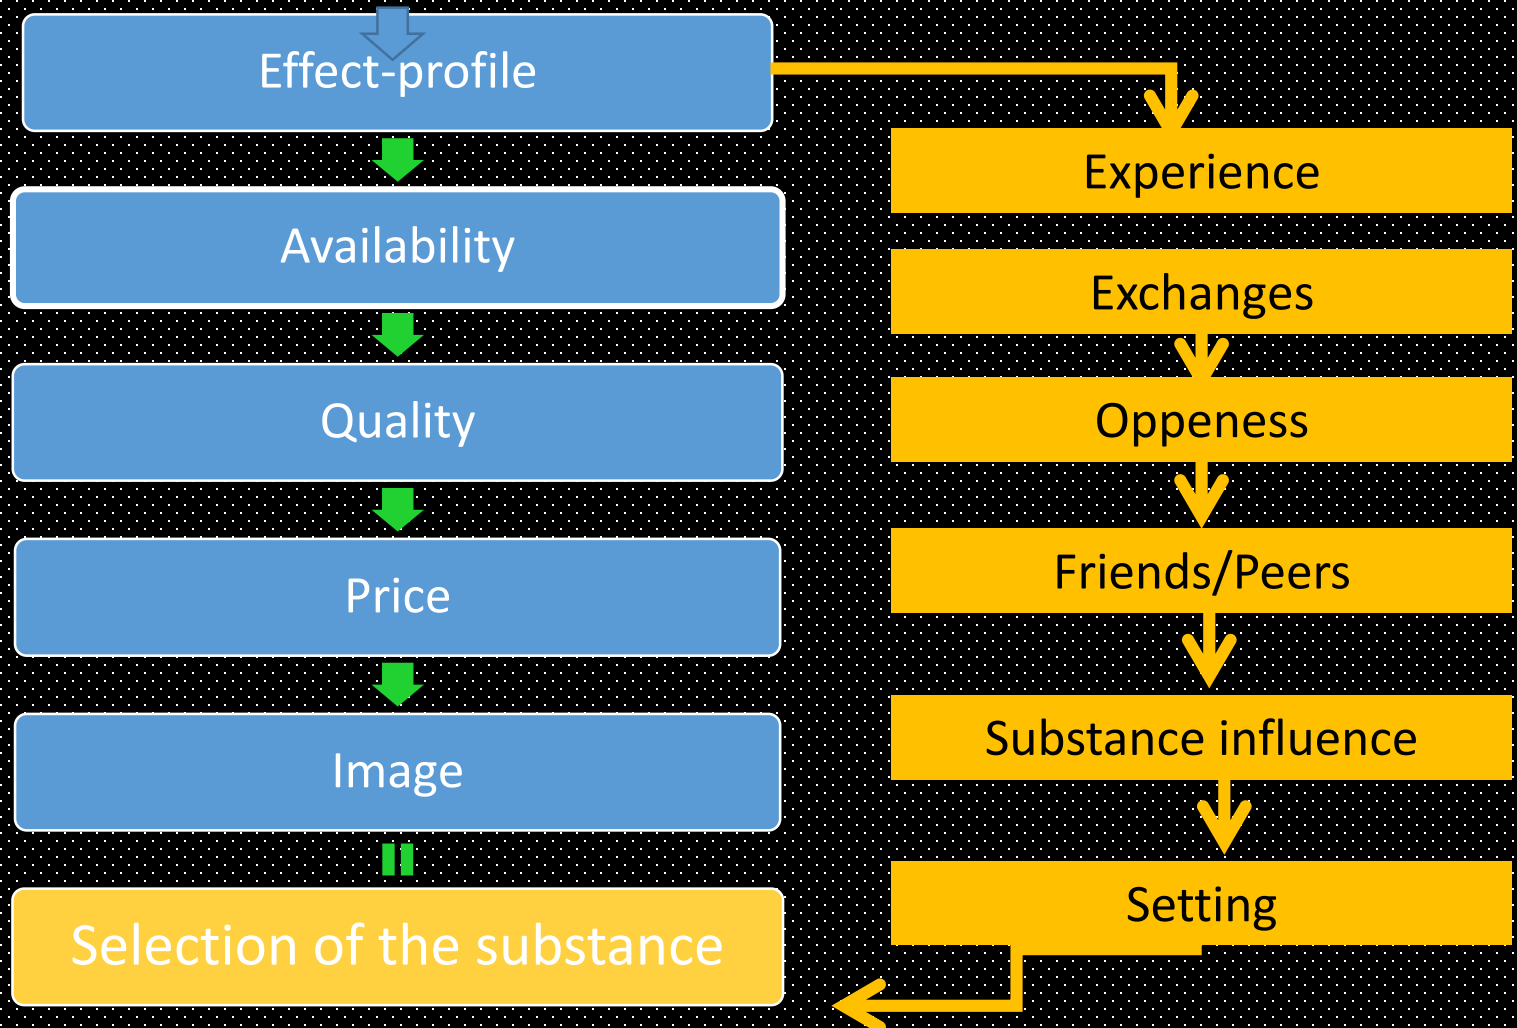 Effect-profile
Availability
Quality
Price
Image
Selection of the substance
Experience
Exchanges
Oppeness
Friends/Peers
Substance influence
Setting